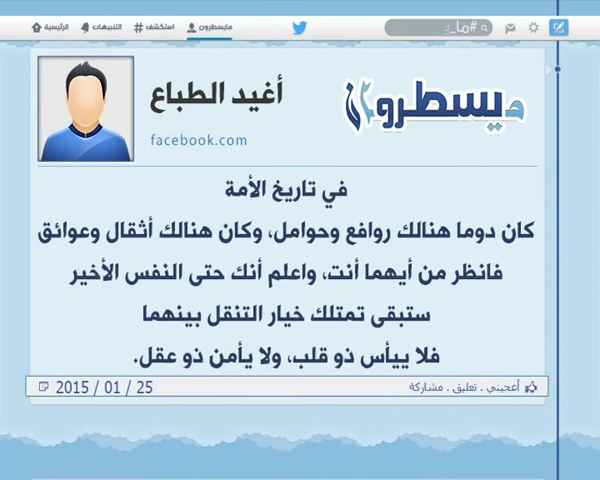 الرئيسية التنبيهات # استكشف مايسطرون
#ما_يـ
أغيد الطباع
مايسطرون
facebook.com
في تاريخ الأمة
كان دوما هنالك روافع وحوامل، وكان هنالك أثقال وعوائق
فانظر من أيهما أنت، واعلم أنك حتى النفس الأخير
ستبقى تمتلك خيار التنقل بينهما
فلا ييأس ذو قلب، ولا يأمن ذو عقل.
أعجبني . تعليق . مشاركة
2015 / 01 / 25